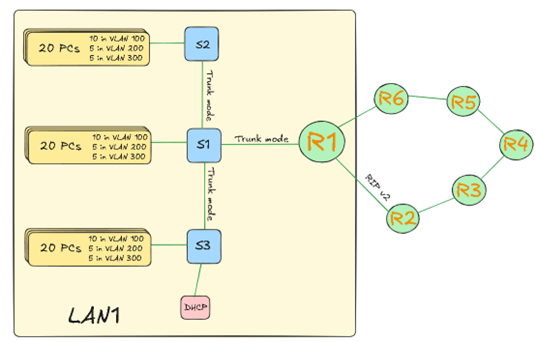 10 in VLAN 100
20 PCs
5 in VLAN 200
5 in VLAN 300
S2
Trunk mode
R6
R5
10 in VLAN 100
20 PCs
5 in VLAN 200
5 in VLAN 300
S1
Trunk mode
R1
R4
Trunk mode
RIP v2
R3
R2
10 in VLAN 100
20 PCs
5 in VLAN 200
5 in VLAN 300
S3
DHCP
LAN1